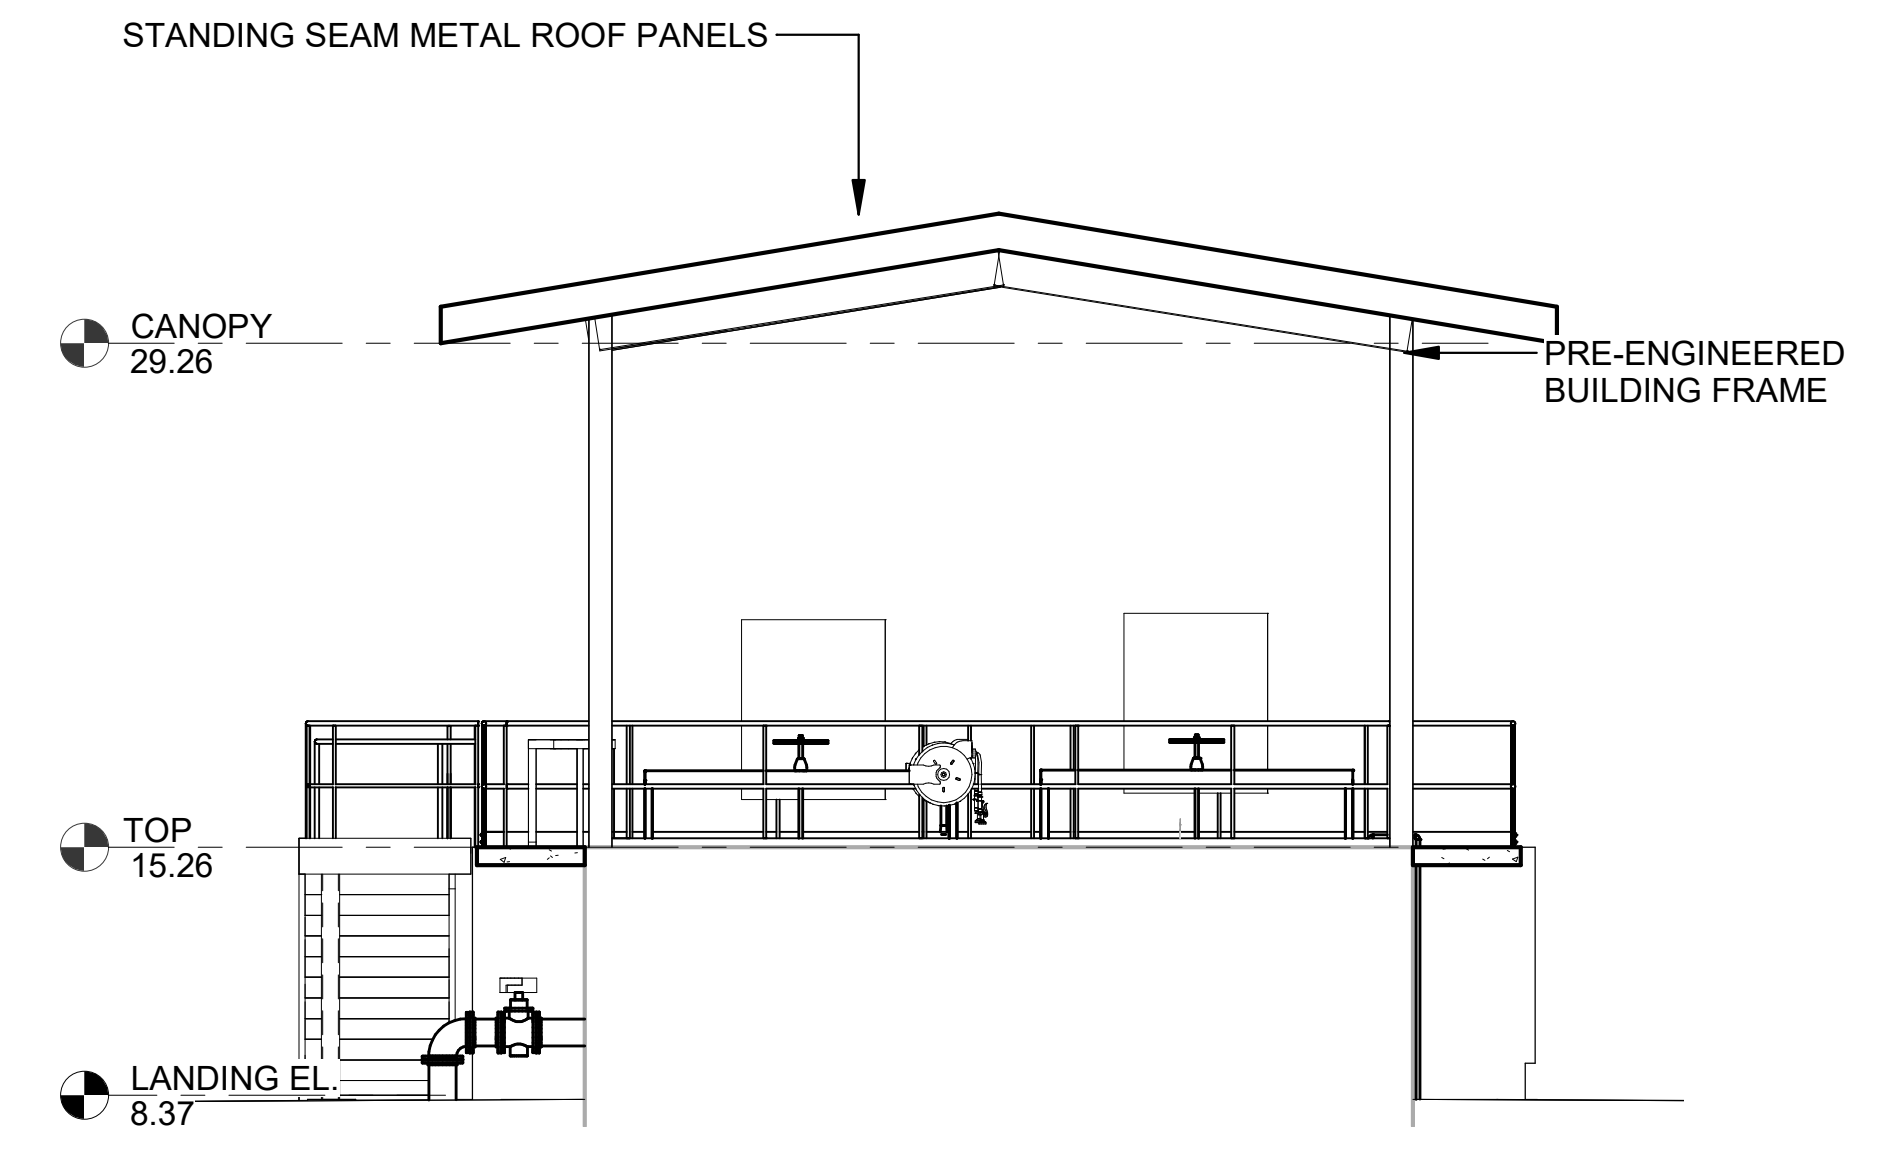 STANDING SEAM METAL ROOF PANELS
CANOPY
29.26
PRE-ENGINEERED
BUILDING FRAME
TOP
15.26
LANDING EL.
8.37